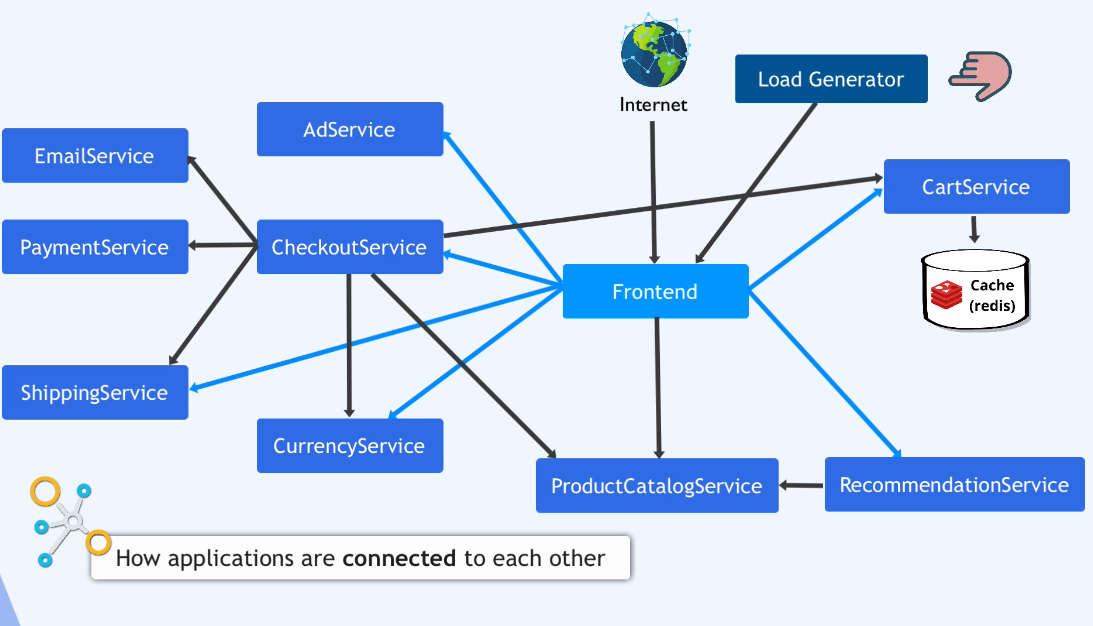 Internet
Load Generator
AdService
EmailService
CartService
PaymentService
CheckoutService
Frontend
Cache
(redis)
ShippingService
CurrencyService
ProductCatalogService
RecommendationService
How applications are connected to each other